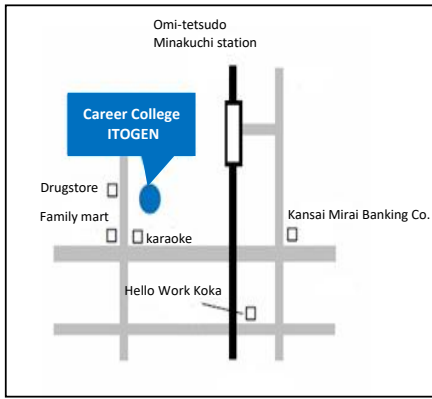 Omi-tetsudo
Minakuchi station
Career College
ITOGEN
Drugstore
Family mart
karaoke
Kansai Mirai Banking Co.
Hello Work Koka